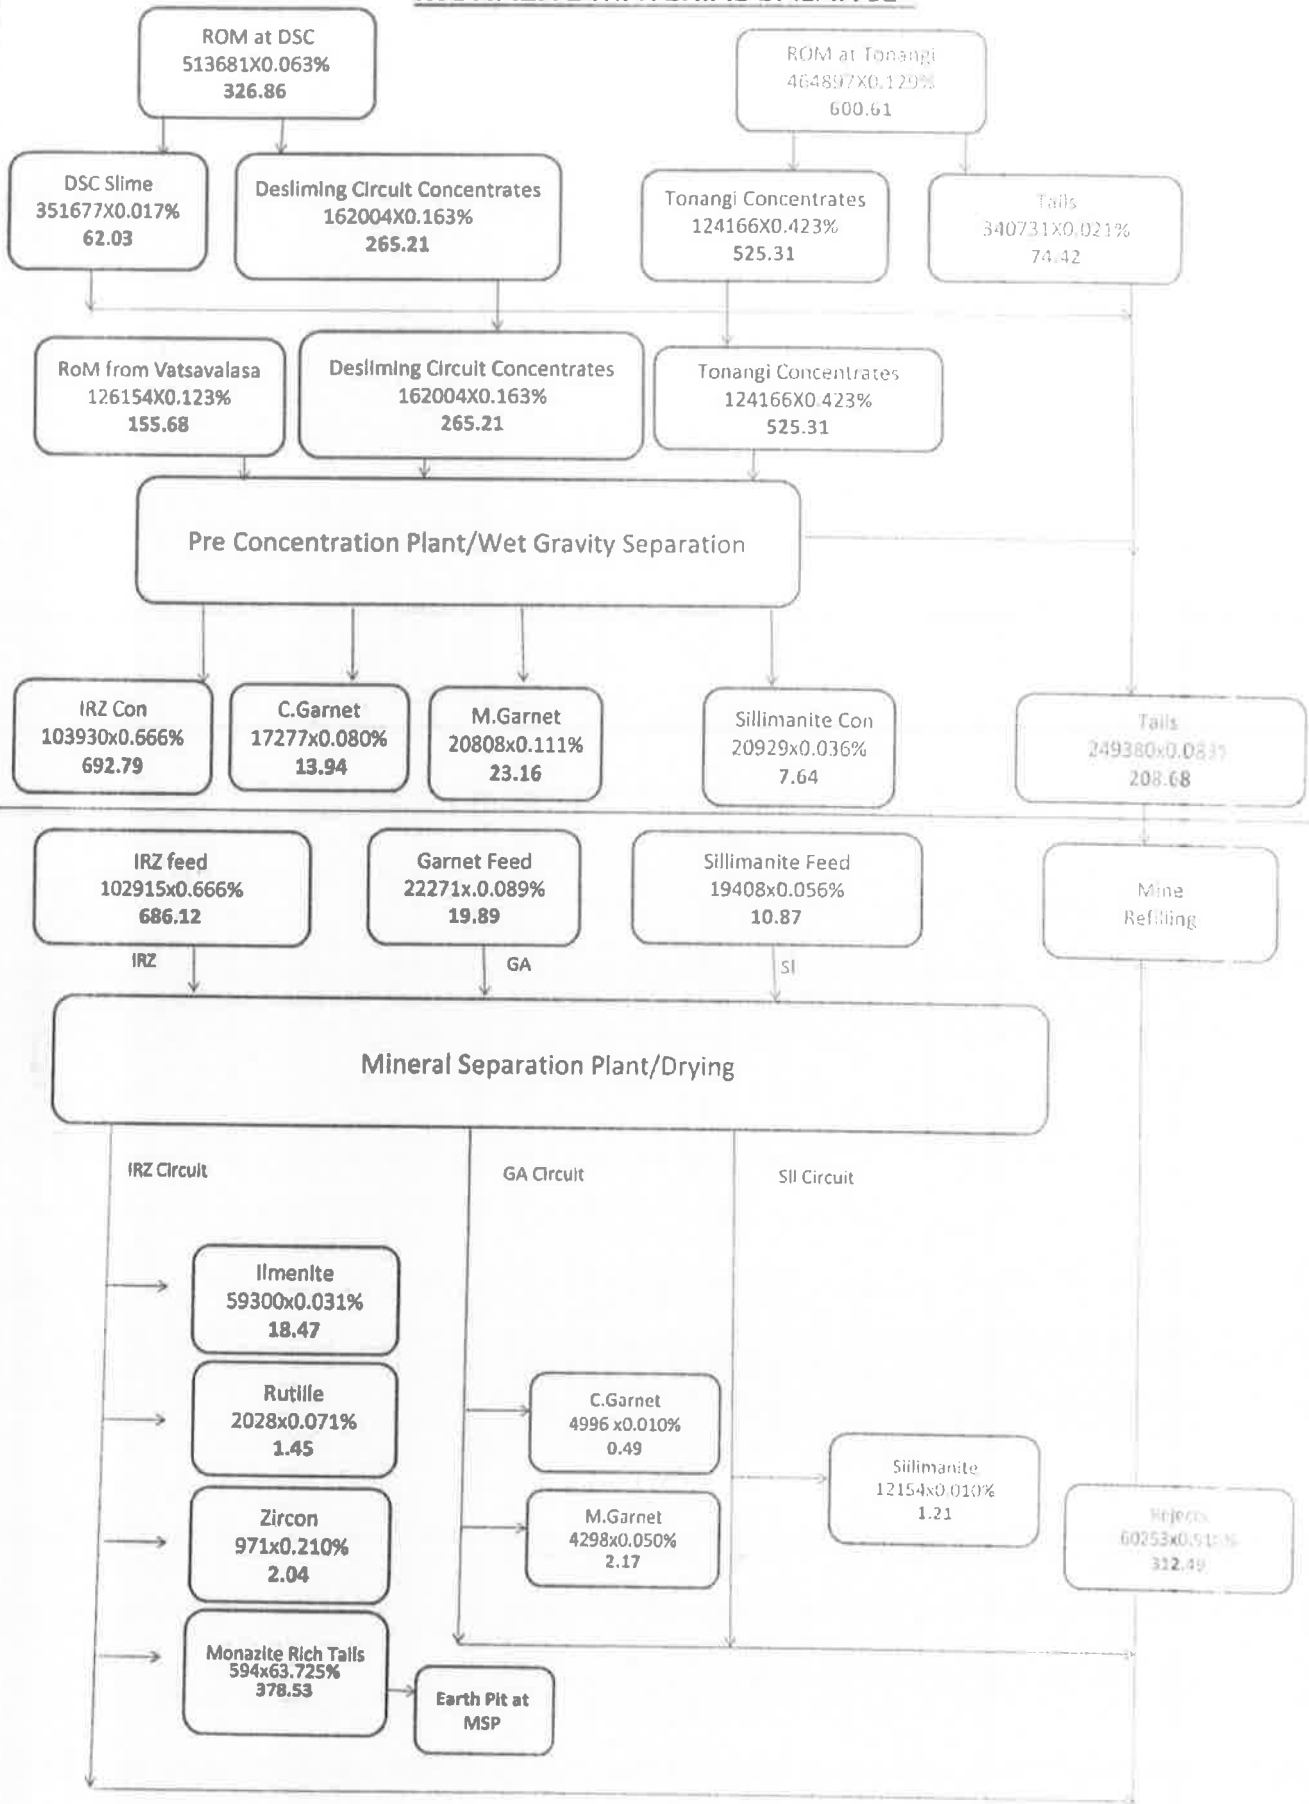 ROM at DSC
513681X0.063%
326.86
ROM at Tonangi
464897X0.129%
600.61
DSC Slime
351677X0.017%
62.03
Desliming Circuit Concentrates
162004X0.163%
265.21
Tonangi Concentrates
124166X0.423%
525.31
Tails
340731X0.021%
74.42
RoM from Vatsavalasa
126154X0.123%
155.68
Desliming Circuit Concentrates
162004X0.163%
265.21
Tonangi Concentrates
124166X0.423%
525.31
Pre Concentration Plant/Wet Gravity Separation
IRZ Con
103930x0.666%
692.79
C.Garnet
17277x0.080%
13.94
M.Garnet
20808x0.111%
23.16
Sillimanite Con
20929x0.036%
7.64
Tails
208.68
IRZ feed
102915x0.666%
686.12
Garnet Feed
22271x.0.089%
19.89
Sillimanite Feed
19408x0.056%
10.87
Mine
Refilling
IRZ
GA
SI
Mineral Separation Plant/Drying
IRZ Circuit
GA Circuit
SII Circuit
Ilmenite
59300x0.031%
18.47
Rutille
2028x0.071%
1.45
C.Garnet
4996 x0.010%
0.49
Siilimanite
12154x0.010%
1.21
Zircon
971x0.210%
2.04
M.Garnet
4298x0.050%
2.17
Rejects
312.49
Monazite Rich Tails
594x63.725%
378.53
Earth Pit at
MSP